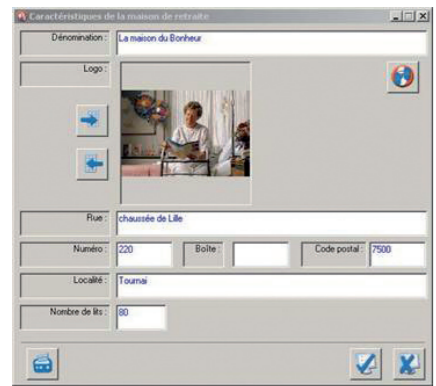 Caractéristiques de la maison de retraite
Dénomination : La maison du Bonheur
Logo :
Rue : chaussée de Lille
Numéro : 220 Boîte : Code postal : 7500
Localité : Tournai
Nombre de lits : 80